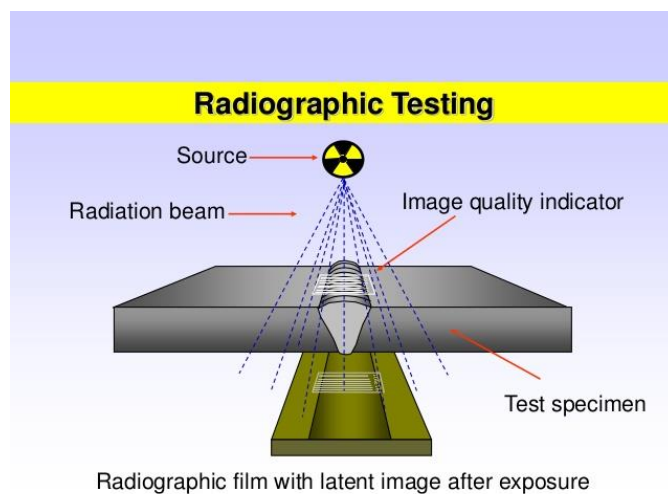 Radiographic Testing
Source
Radiation beam
Image quality indicator
Test specimen
Radiographic film with latent image after exposure